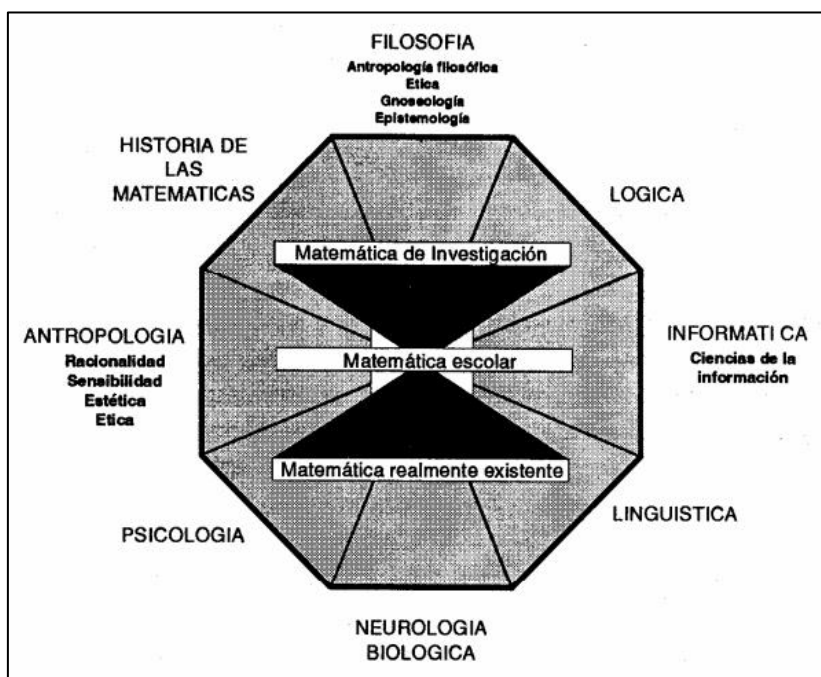 FILOSOFIA
Antropología filosófica
Etica
Gnoseología
Epistemología
HISTORIA DE
LAS
MATEMATICAS
LOGICA
Matemática de Investigación
ANTROPOLOGIA
Racionalidad
Sensibilidad
Estética
Etica
Matemática escolar
INFORMATI CA
Ciencias de la
información
Matemática realmente existente
PSICOLOGIA
LINGUISTICA
NEUROLOGIA
BIOLOGICA